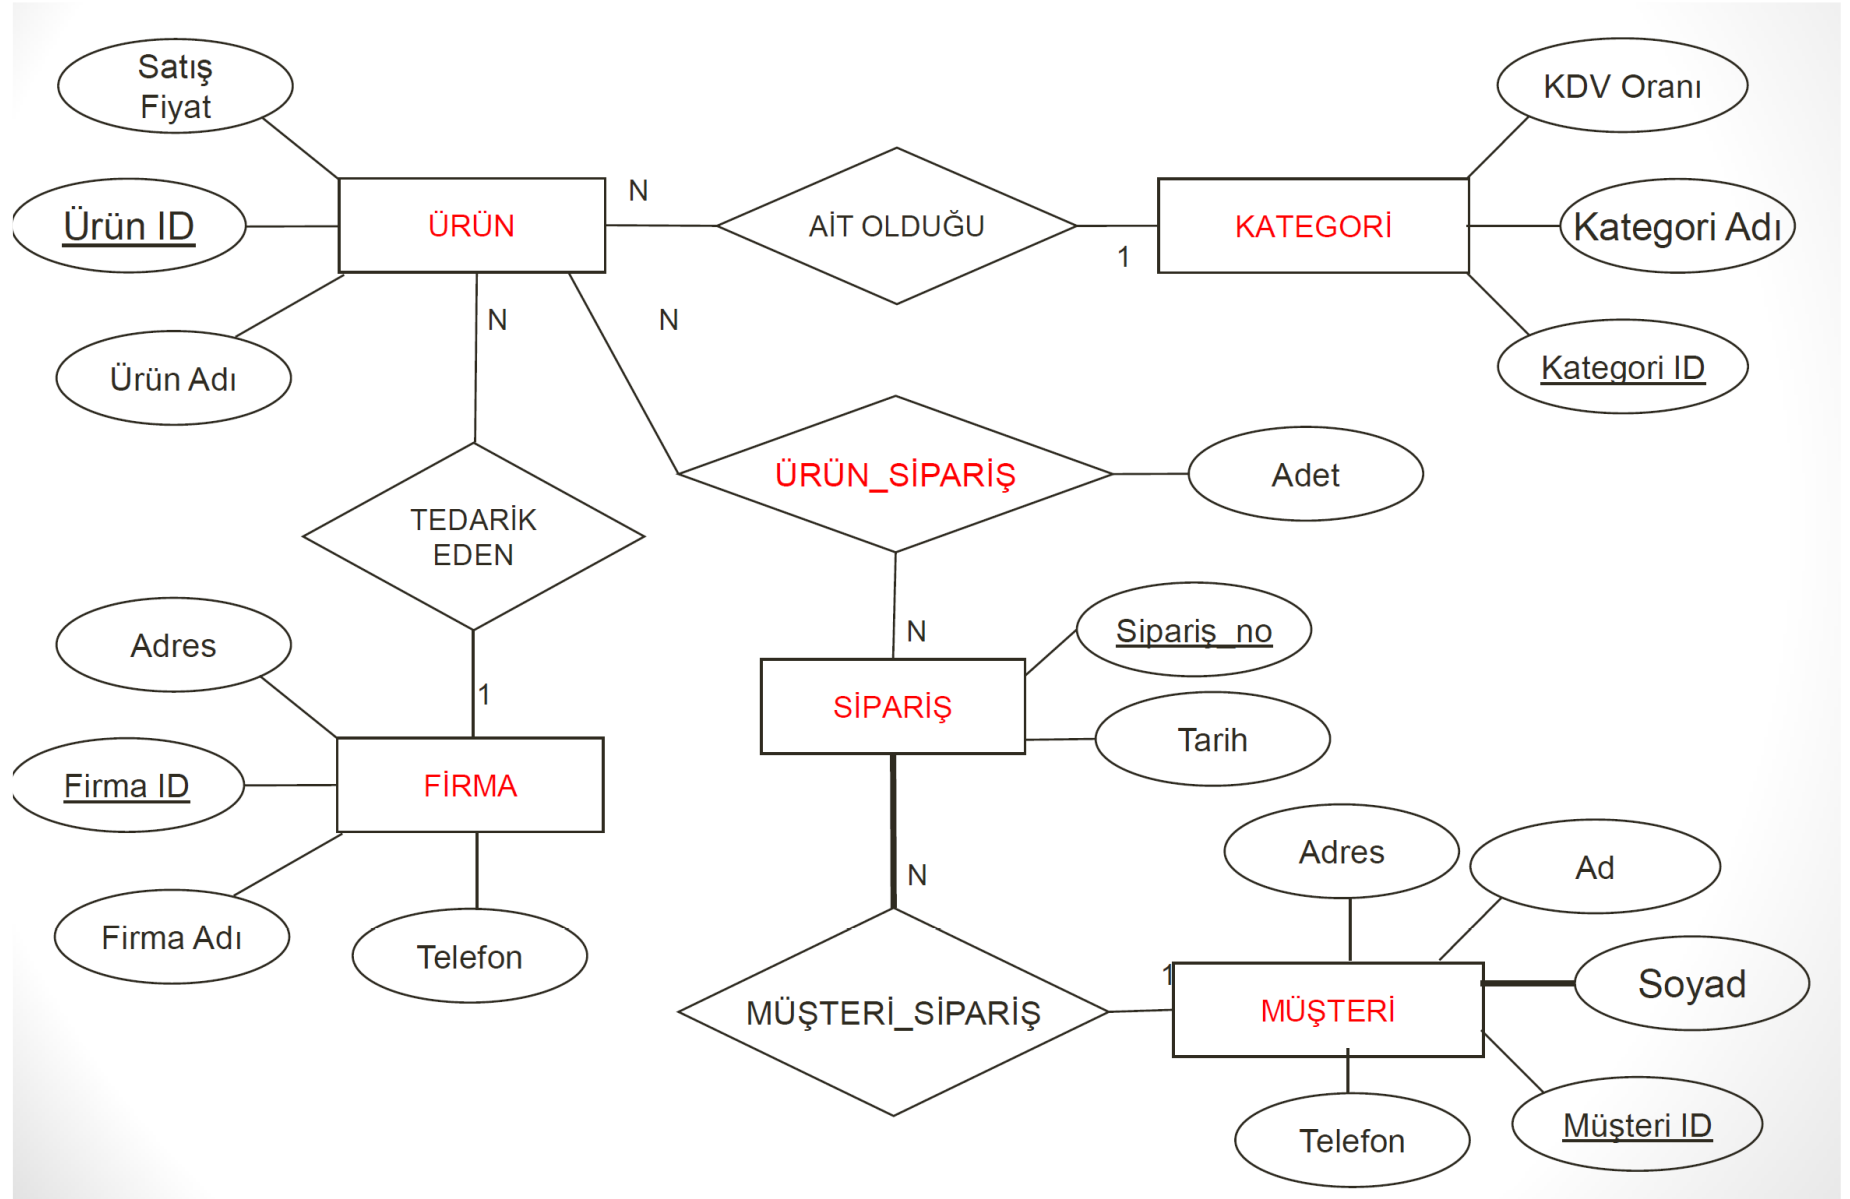 Satış
Fiyat
KDV Oranı
Ürün ID
ÜRÜN
N
AİT OLDUĞU
1
KATEGORİ
Kategori Adı
Ürün Adı
N
N
Kategori ID
ÜRÜN_SİPARİŞ
Adet
TEDARİK
EDEN
Adres
N
Sipariş_no
1
SİPARİŞ
Tarih
Firma ID
FİRMA
Adres
Ad
N
Firma Adı
Telefon
1
Soyad
MÜŞTERİ_SİPARİŞ
MÜŞTERİ
Telefon
Müşteri ID